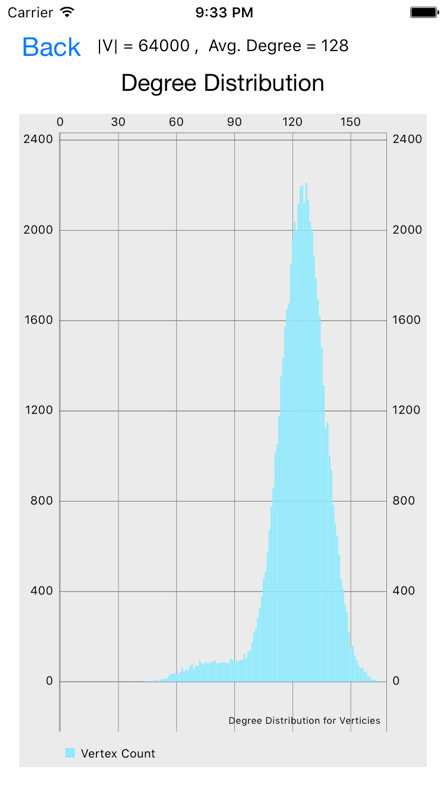 Carrier 9:33 PM
Back |V| = 64000 , Avg. Degree = 128
Degree Distribution
0 30 60 90 120 150
2400 2400
2000 2000
1600 1600
1200 1200
800 800
400 400
0 0
Degree Distribution for Verticies
Vertex Count